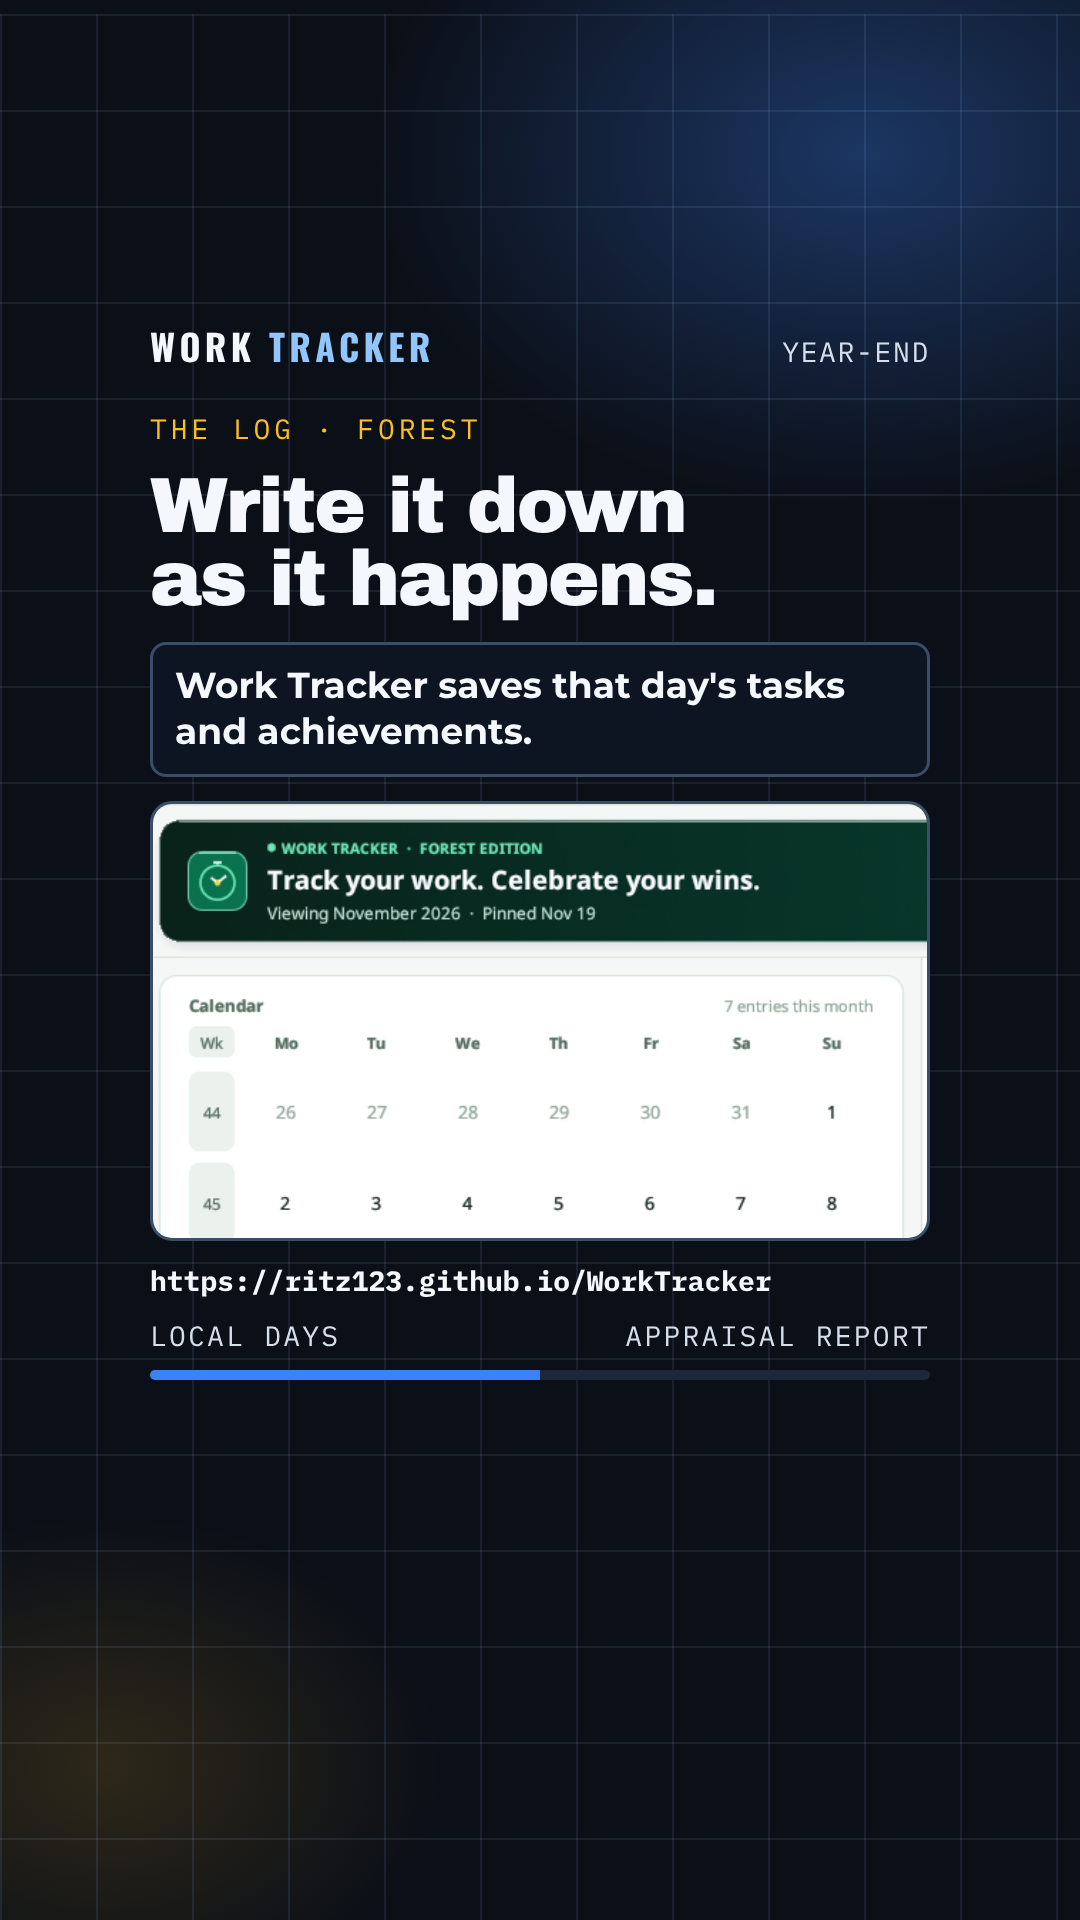 WORK TRACKER
YEAR-END
THE LOG · FOREST
Write it down
as it happens.
Work Tracker saves that day's tasks
and achievements.
WORK TRACKER · FOREST EDITION
Track your work. Celebrate your wins.
Viewing November 2026 · Pinned Nov 19
Calendar
7 entries this month
Wk Mo Tu We Th Fr Sa Su
44 26 27 28 29 30 31 1
45 2 3 4 5 6 7 8
https://ritz123.github.io/WorkTracker
LOCAL DAYS
APPRAISAL REPORT